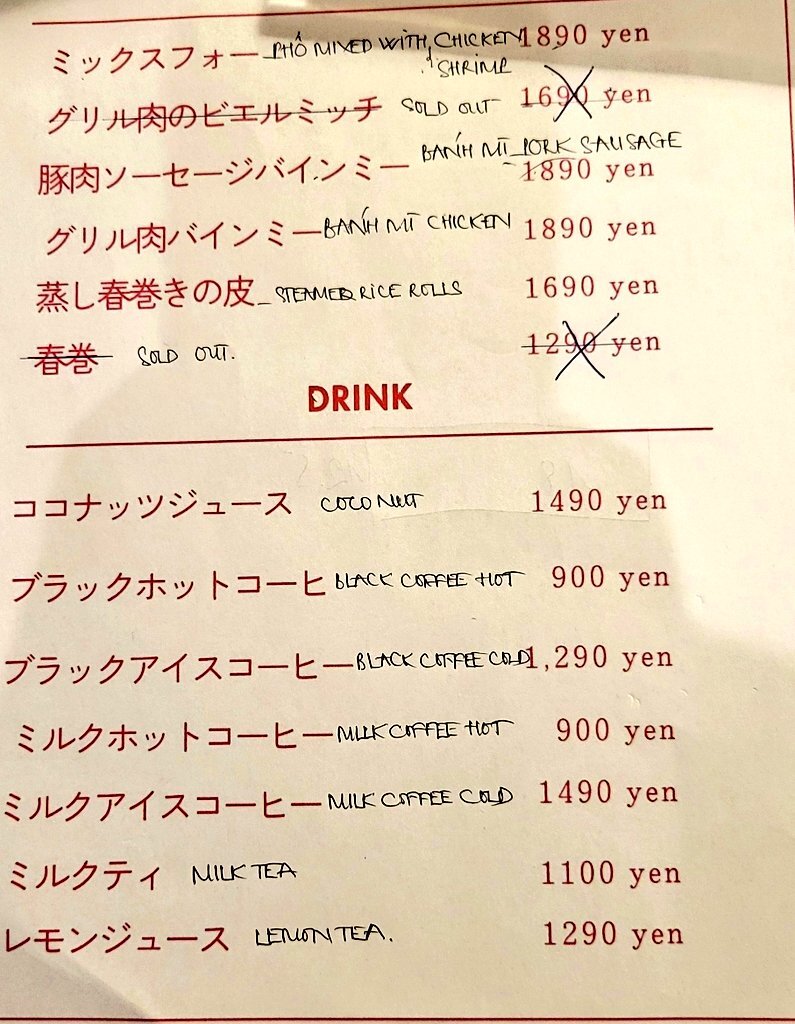 ミックスフォー PHỞ MIXED WITH CHICKEN & SHRIMP 1890 yen
グリル肉のビエルミッチ SOLD OUT 1690 yen
豚肉ソーセージバインミー BÁNH MÌ PORK SAUSAGE 1890 yen
グリル肉バインミー BÁNH MÌ CHICKEN 1890 yen
蒸し春巻きの皮 STEAMED RICE ROLLS 1690 yen
春巻 SOLD OUT. 1290 yen
DRINK
ココナッツジュース COCONUT 1490 yen
ブラックホットコーヒ BLACK COFFEE HOT 900 yen
ブラックアイスコーヒー BLACK COFFEE COLD 1,290 yen
ミルクホットコーヒー MILK COFFEE HOT 900 yen
ミルクアイスコーヒー MILK COFFEE COLD 1490 yen
ミルクティ MILK TEA 1100 yen
レモンジュース LEMON TEA. 1290 yen